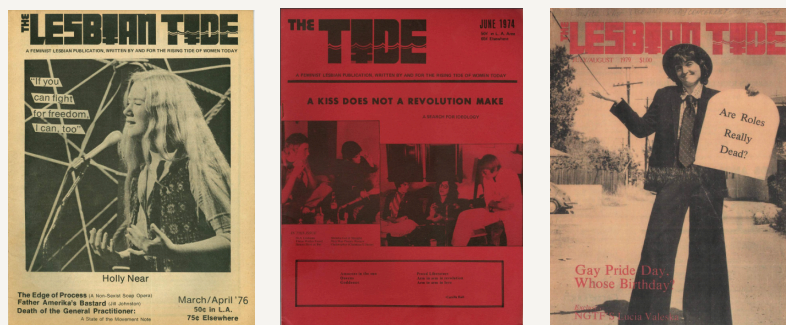 THE LESBIAN TIDE
A FEMINIST LESBIAN PUBLICATION, WRITTEN BY AND FOR THE RISING TIDE OF WOMEN TODAY
"If you
can fight
for freedom,
I can, too"
Holly Near
The Edge of Process (A Non-Sexist Soap Opera)
Father Amerika's Bastard (Jill Johnston)
Death of the General Practitioner:
A State of the Movement Note
March/April '76
50¢ in L.A.
75¢ Elsewhere
THE TIDE
JUNE 1974
A FEMINIST LESBIAN PUBLICATION, WRITTEN BY AND FOR THE RISING TIDE OF WOMEN TODAY
A KISS DOES NOT A REVOLUTION MAKE
THE LESBIAN TIDE
Are Roles
Really
Dead?
Gay Pride Day,
Whose Birthday?